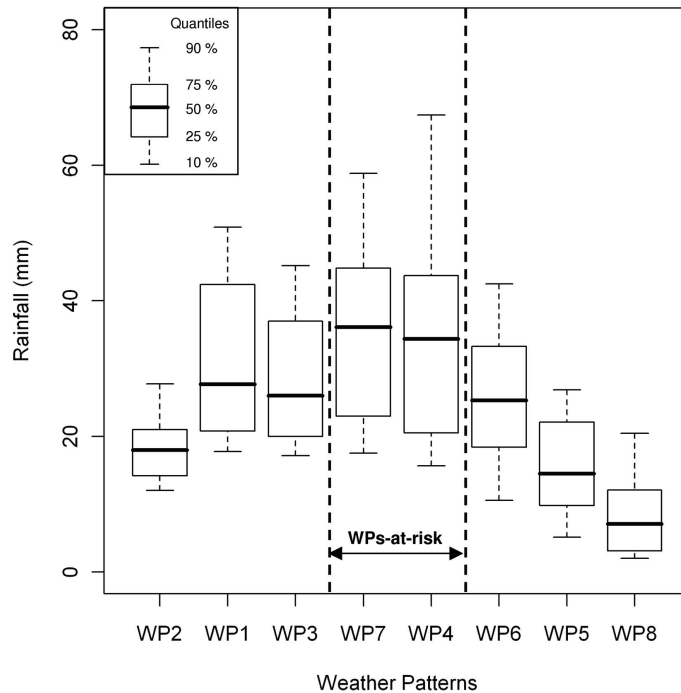 Quantiles
90 %
75 %
50 %
25 %
10 %
80
60
40
20
0
Rainfall (mm)
WPs-at-risk
WP2 WP1 WP3 WP7 WP4 WP6 WP5 WP8
Weather Patterns